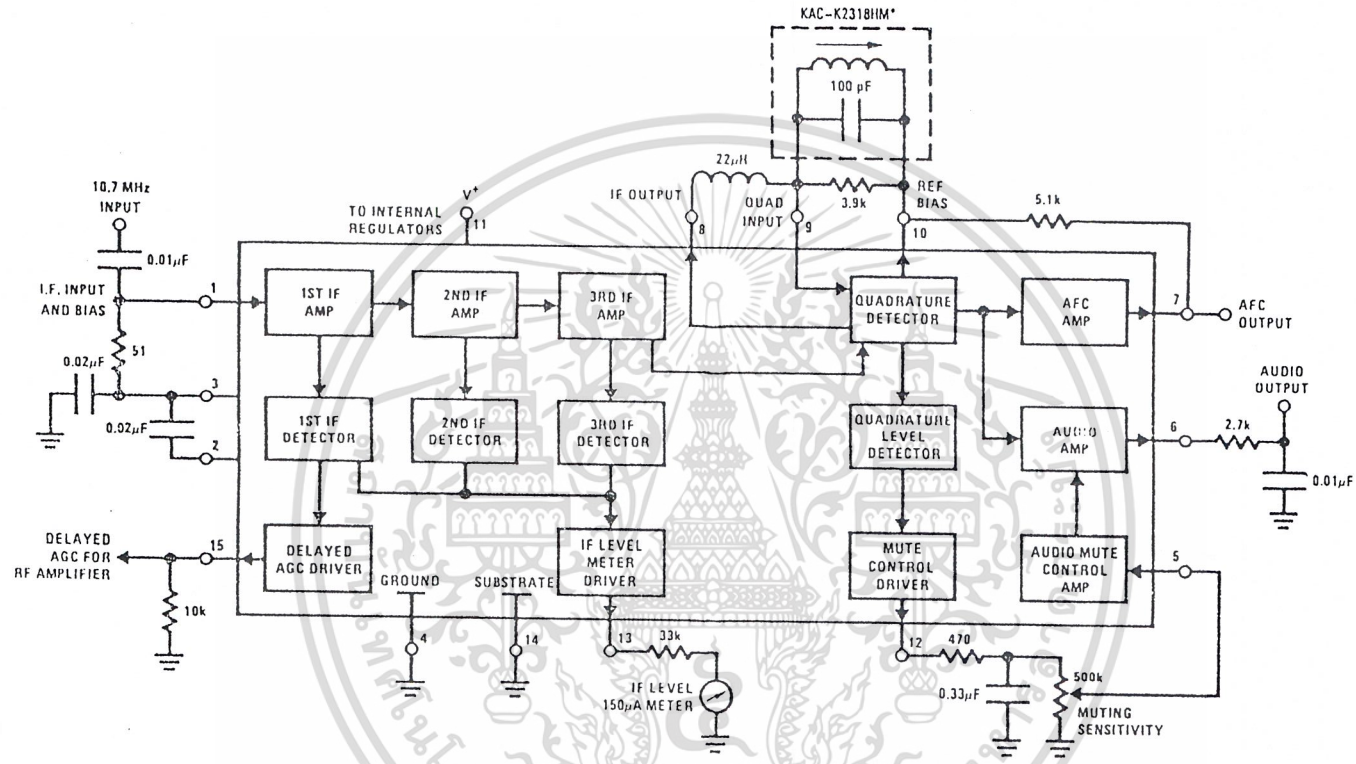 KAC-K2318HM*
100 pF
22µH
IF OUTPUT
QUAD
INPUT
3.9k
REF
BIAS
5.1k
8
9
10
10.7 MHz
INPUT
0.01µF
TO INTERNAL
REGULATORS
V+
11
I.F. INPUT
AND BIAS
1
51
0.02µF
3
0.02µF
2
1ST IF
AMP
2ND IF
AMP
3RD IF
AMP
QUADRATURE
DETECTOR
AFC
AMP
7
AFC
OUTPUT
1ST IF
DETECTOR
2ND IF
DETECTOR
3RD IF
DETECTOR
QUADRATURE
LEVEL
DETECTOR
AUDIO
AMP
6
2.7k
AUDIO
OUTPUT
0.01µF
DELAYED
AGC FOR
RF AMPLIFIER
15
10k
DELAYED
AGC DRIVER
GROUND
SUBSTRATE
IF LEVEL
METER
DRIVER
MUTE
CONTROL
DRIVER
AUDIO MUTE
CONTROL
AMP
5
4
14
13
33k
IF LEVEL
150µA METER
12
470
0.33µF
500k
MUTING
SENSITIVITY